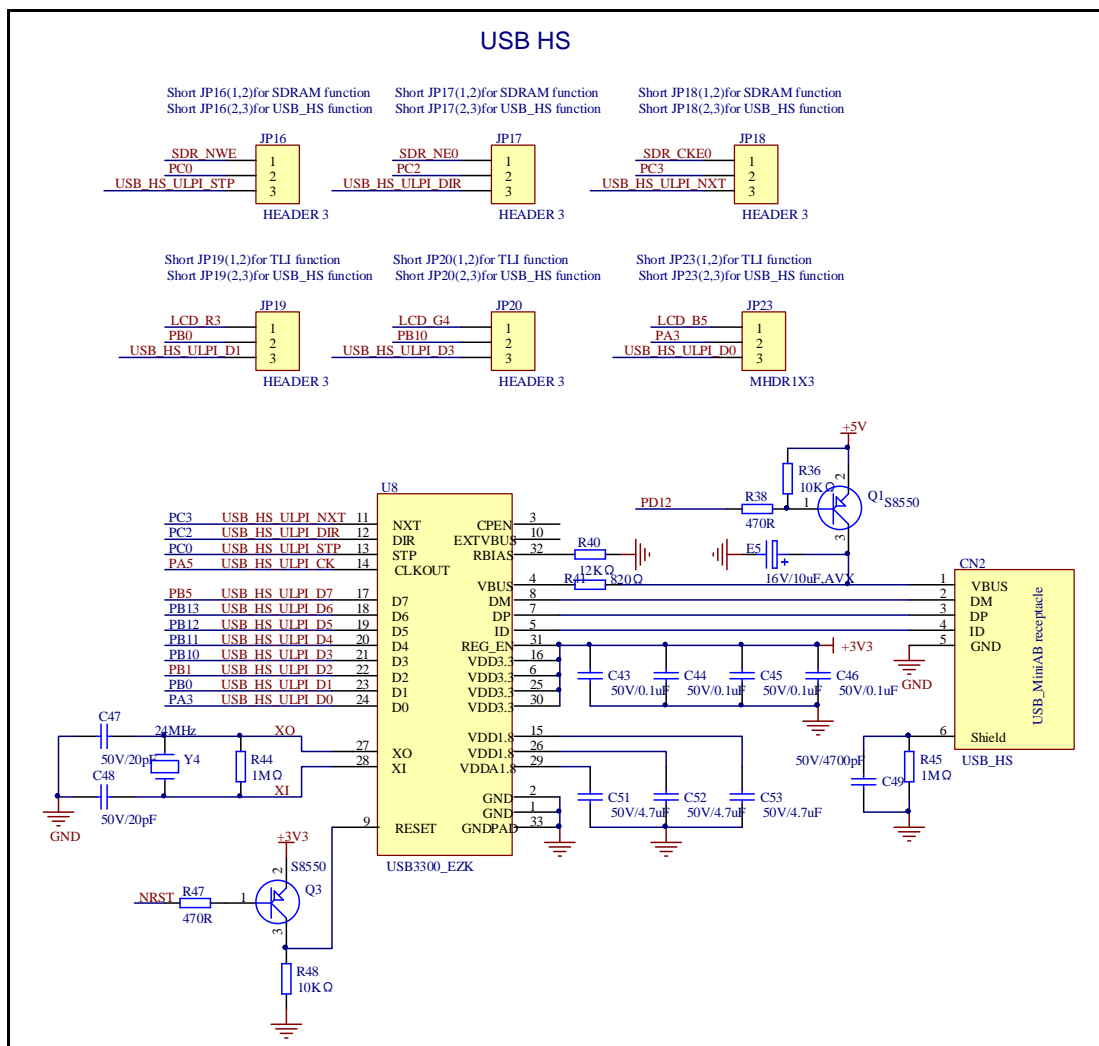 USB HS
Short JP16(1,2)for SDRAM function
Short JP16(2,3)for USB_HS function
Short JP17(1,2)for SDRAM function
Short JP17(2,3)for USB_HS function
Short JP18(1,2)for SDRAM function
Short JP18(2,3)for USB_HS function
JP16
SDR_NWE 1
PC0 2
USB_HS_ULPI_STP 3
HEADER 3
JP17
SDR_NE0 1
PC2 2
USB_HS_ULPI_DIR 3
HEADER 3
JP18
SDR_CKE0 1
PC3 2
USB_HS_ULPI_NXT 3
HEADER 3
Short JP19(1,2)for TLI function
Short JP19(2,3)for USB_HS function
Short JP20(1,2)for TLI function
Short JP20(2,3)for USB_HS function
Short JP23(1,2)for TLI function
Short JP23(2,3)for USB_HS function
JP19
LCD_R3 1
PB0 2
USB_HS_ULPI_D1 3
HEADER 3
JP20
LCD_G4 1
PB10 2
USB_HS_ULPI_D3 3
HEADER 3
JP23
LCD_B5 1
PA3 2
USB_HS_ULPI_D0 3
MHDR1X3
+5V
R36
10KΩ
2
Q1
S8550
PD12
R38
470R
1
3
E5
16V/10uF,AVX
U8
PC3 USB_HS_ULPI_NXT 11 NXT
PC2 USB_HS_ULPI_DIR 12 DIR
PC0 USB_HS_ULPI_STP 13 STP
PA5 USB_HS_ULPI_CK 14 CLKOUT
PB5 USB_HS_ULPI_D7 17 D7
PB13 USB_HS_ULPI_D6 18 D6
PB12 USB_HS_ULPI_D5 19 D5
PB11 USB_HS_ULPI_D4 20 D4
PB10 USB_HS_ULPI_D3 21 D3
PB1 USB_HS_ULPI_D2 22 D2
PB0 USB_HS_ULPI_D1 23 D1
PA3 USB_HS_ULPI_D0 24 D0
27 XO
28 XI
9 RESET
CPEN 3
EXTVBUS 10
RBIAS 32
VBUS 4
DM 8
DP 7
ID 5
REG_EN 31
VDD3.3 16
VDD3.3 6
VDD3.3 25
VDD3.3 30
VDD1.8 15
VDD1.8 26
VDDA1.8 29
GND 2
GND 1
GNDPAD 33
USB3300_EZK
R40
12KΩ
R41 820Ω
+3V3
C43
50V/0.1uF
C44
50V/0.1uF
C45
50V/0.1uF
C46
50V/0.1uF
C51
50V/4.7uF
C52
50V/4.7uF
C53
50V/4.7uF
CN2
1 VBUS
2 DM
3 DP
4 ID
5 GND
6 Shield
USB_MiniAB receptacle
USB_HS
GND
50V/4700pF
C49
R45
1MΩ
C47
50V/20pF
C48
50V/20pF
24MHz
Y4
XO
R44
1MΩ
XI
GND
+3V3
S8550
2
Q3
NRST
R47
470R
1
3
R48
10KΩ